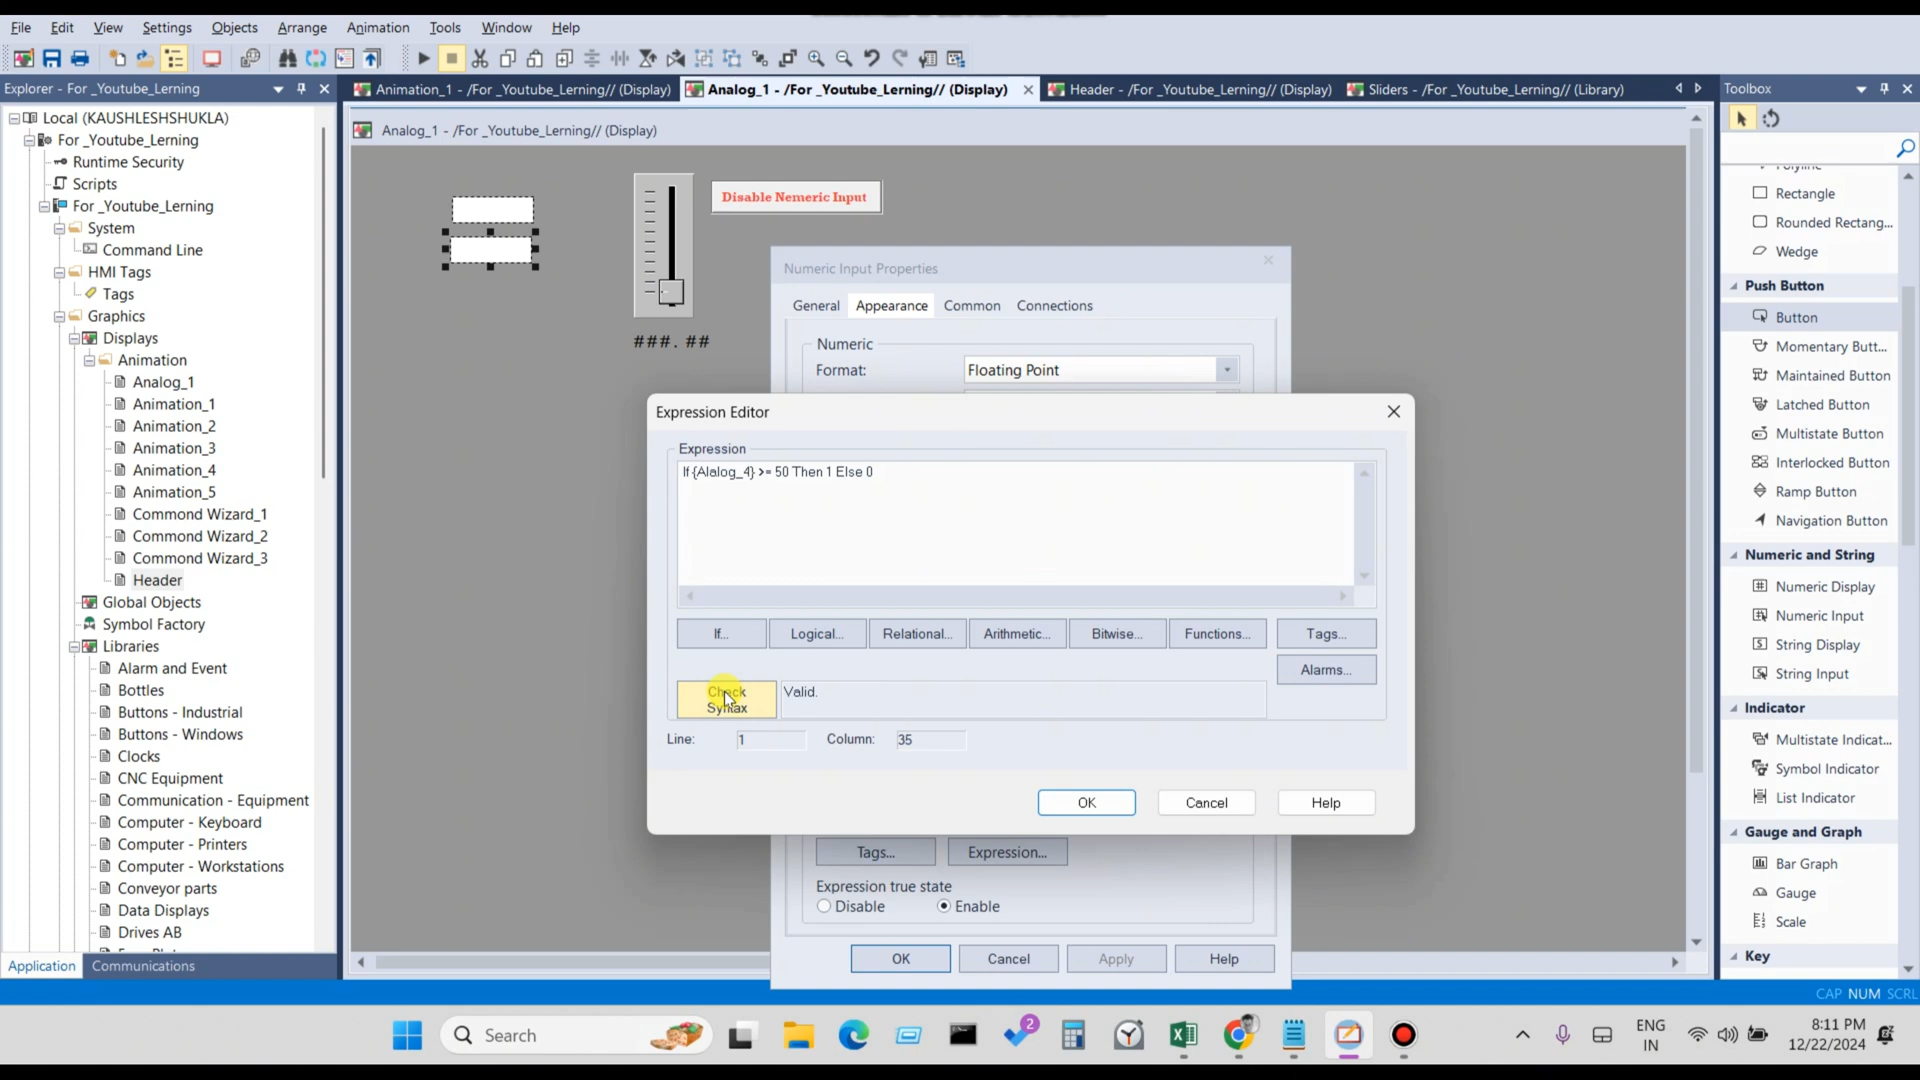 File Edit View Settings Objects Arrange Animation Tools Window Help
Explorer - For _Youtube_Lerning
Animation_1 - /For _Youtube_Lerning// (Display)
Analog_1 - /For _Youtube_Lerning// (Display)
Header - /For _Youtube_Lerning// (Display)
Sliders - /For _Youtube_Lerning// (Library)
Toolbox
Local (KAUSHLESHSHUKLA)
For _Youtube_Lerning
Runtime Security
Scripts
For _Youtube_Lerning
System
Command Line
HMI Tags
Tags
Graphics
Displays
Animation
Analog_1
Animation_1
Animation_2
Animation_3
Animation_4
Animation_5
Commond Wizard_1
Commond Wizard_2
Commond Wizard_3
Header
Global Objects
Symbol Factory
Libraries
Alarm and Event
Bottles
Buttons - Industrial
Buttons - Windows
Clocks
CNC Equipment
Communication - Equipment
Computer - Keyboard
Computer - Printers
Computer - Workstations
Conveyor parts
Data Displays
Drives AB
Application Communications
Analog_1 - /For _Youtube_Lerning// (Display)
Disable Nemeric Input
###.##
Numeric Input Properties
General Appearance Common Connections
Numeric
Format: Floating Point
Expression Editor
Expression
If {Alalog_4} >= 50 Then 1 Else 0
If... Logical... Relational... Arithmetic... Bitwise... Functions... Tags...
Alarms...
Check Syntax
Valid.
Line: 1 Column: 35
OK Cancel Help
Tags... Expression...
Expression true state
Disable Enable
OK Cancel Apply Help
Polyline
Rectangle
Rounded Rectang...
Wedge
Push Button
Button
Momentary Butt...
Maintained Button
Latched Button
Multistate Button
Interlocked Button
Ramp Button
Navigation Button
Numeric and String
Numeric Display
Numeric Input
String Display
String Input
Indicator
Multistate Indicat...
Symbol Indicator
List Indicator
Gauge and Graph
Bar Graph
Gauge
Scale
Key
CAP NUM SCRL
Search
2
ENG
IN
8:11 PM
12/22/2024